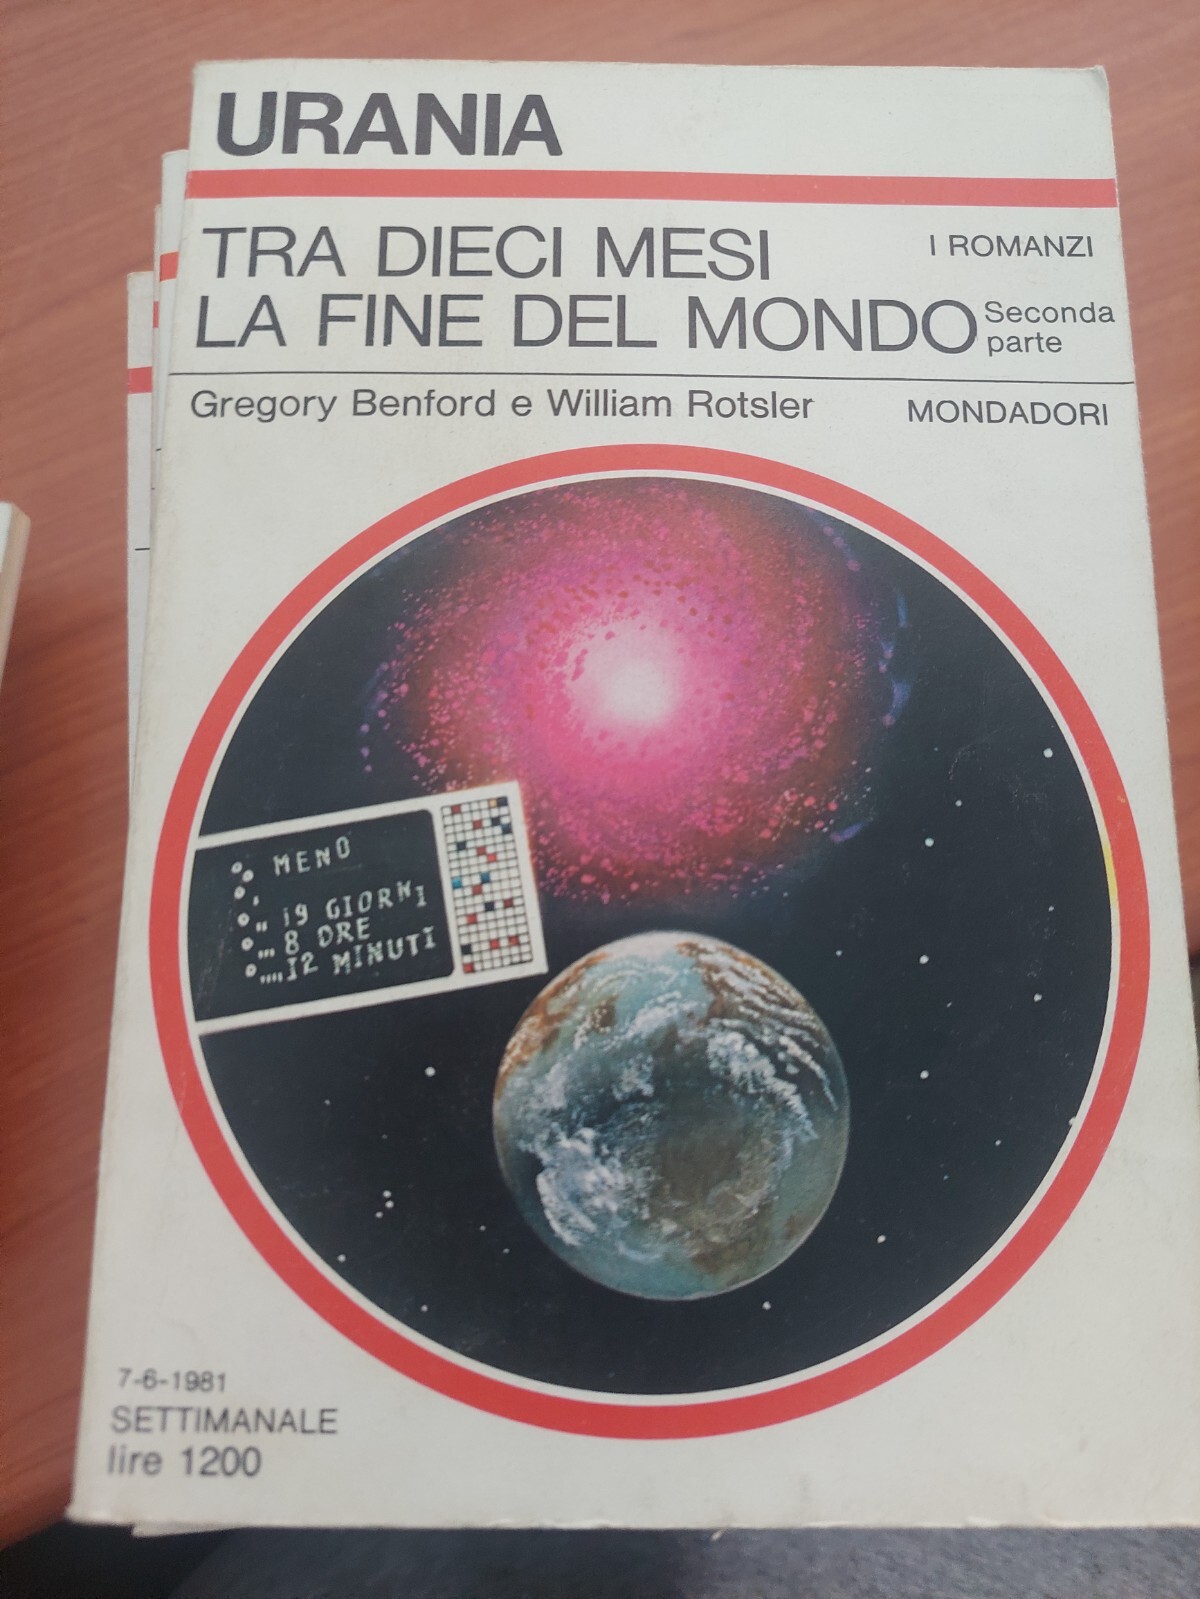 URANIA
TRA DIECI MESI
I ROMANZI
LA FINE DEL MONDO
Seconda
parte
Gregory Benford e William Rotsler
MONDADORI
MENO
19 GIORNI
8 ORE
12 MINUTI
7-6-1981
SETTIMANALE
lire 1200